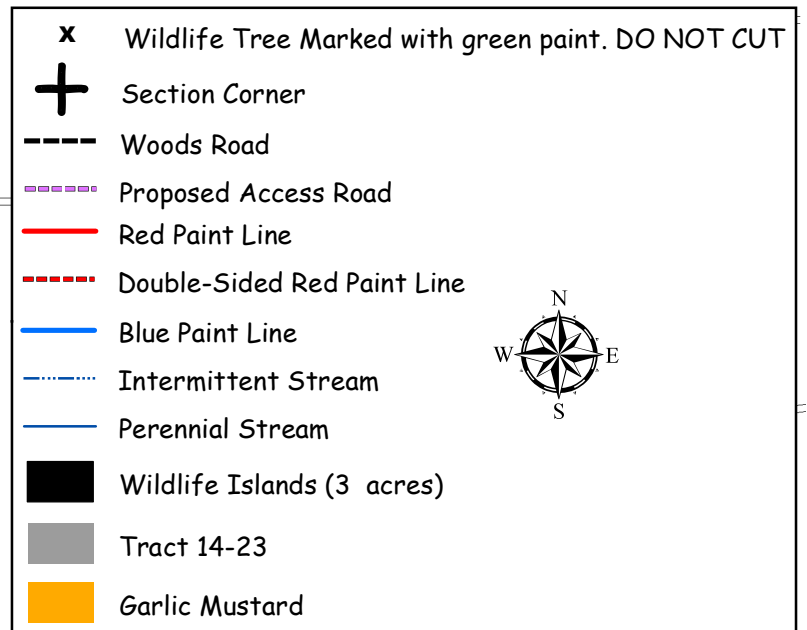 x Wildlife Tree Marked with green paint. DO NOT CUT
Section Corner
Woods Road
Proposed Access Road
Red Paint Line
Double-Sided Red Paint Line
Blue Paint Line
Intermittent Stream
Perennial Stream
Wildlife Islands (3 acres)
Tract 14-23
Garlic Mustard
N
W E
S